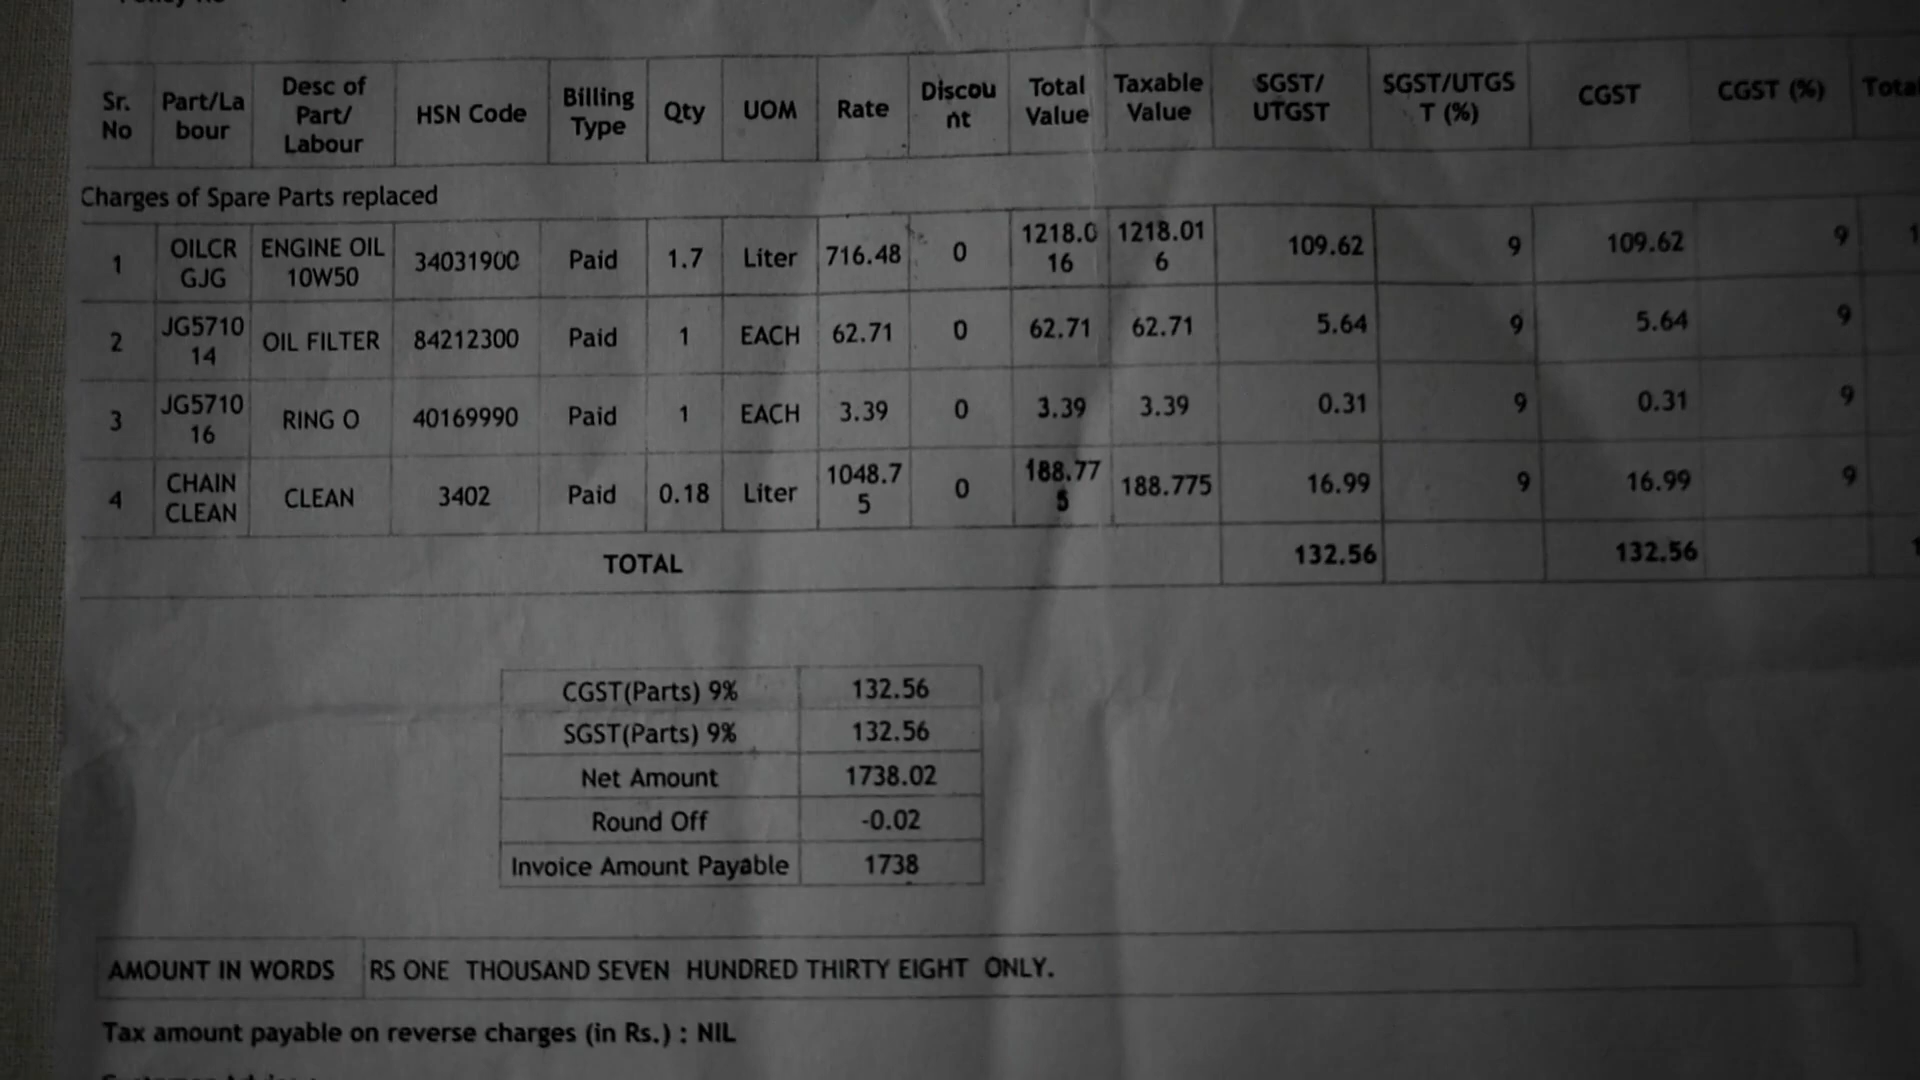 Sr. No Part/La bour Desc of Part/ Labour HSN Code Billing Type Qty UOM Rate Discou nt Total Value Taxable Value SGST/ UTGST SGST/UTGS T (%) CGST CGST (%) Total
Charges of Spare Parts replaced
1 OILCR GJG ENGINE OIL 10W50 34031900 Paid 1.7 Liter 716.48 0 1218.0 16 1218.01 6 109.62 9 109.62 9
2 JG5710 14 OIL FILTER 84212300 Paid 1 EACH 62.71 0 62.71 62.71 5.64 9 5.64 9
3 JG5710 16 RING O 40169990 Paid 1 EACH 3.39 0 3.39 3.39 0.31 9 0.31 9
4 CHAIN CLEAN CLEAN 3402 Paid 0.18 Liter 1048.7 5 0 188.77 5 188.775 16.99 9 16.99 9
TOTAL 132.56 132.56
CGST(Parts) 9% 132.56
SGST(Parts) 9% 132.56
Net Amount 1738.02
Round Off -0.02
Invoice Amount Payable 1738
AMOUNT IN WORDS RS ONE THOUSAND SEVEN HUNDRED THIRTY EIGHT ONLY.
Tax amount payable on reverse charges (in Rs.) : NIL